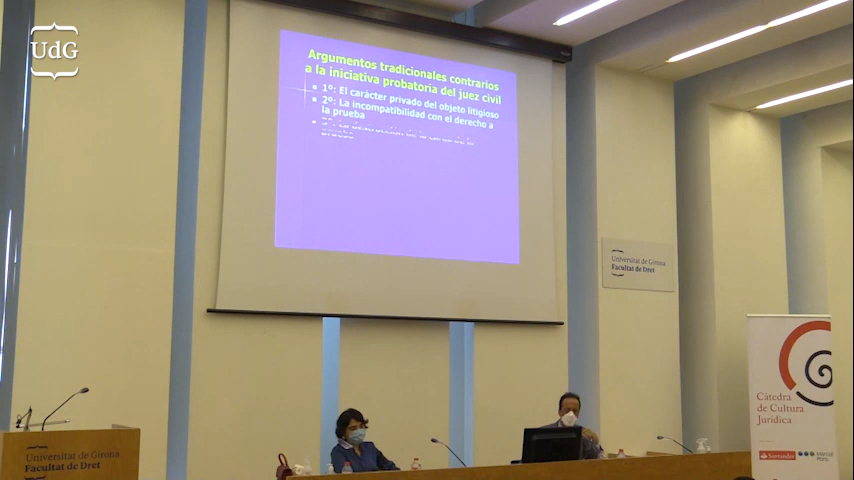 UdG
Argumentos tradicionales contrarios
a la iniciativa probatoria del juez civil
1º: El carácter privado del objeto litigioso
2º: La incompatibilidad con el derecho a
la prueba
Universitat de Girona
Facultat de Dret
Càtedra
de Cultura
Jurídica
Santander
Universitat de Girona
Facultat de Dret